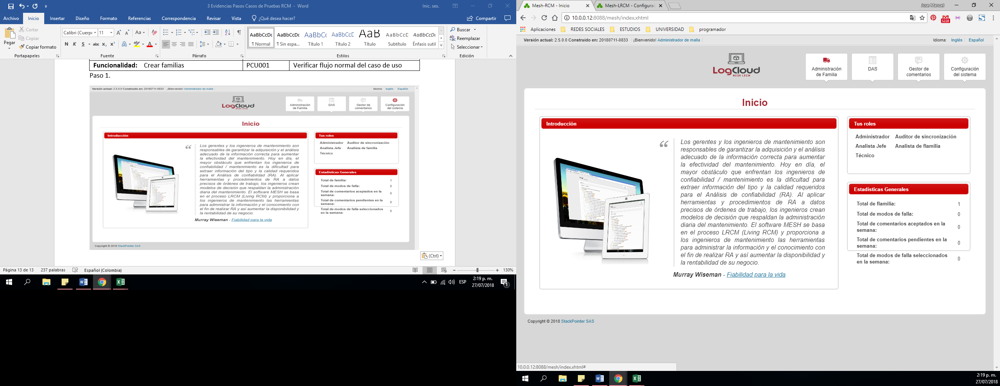 3 Evidencias Pasos Casos de Pruebas RCM - Word
Inic. ses.
Archivo Inicio Insertar Diseño Formato Referencias Correspondencia Revisar Vista ¿Qué desea hacer? Compartir
Pegar
Cortar
Copiar
Copiar formato
Portapapeles
Calibri (Cuerpo 11
Aa
N K S abc x₂ x² A A
Fuente
Párrafo
AaBbCcDc AaBbCcDc AaBbCc AaBbCcD AaB AaBbCcD AaBbCcDc
¶ Normal ¶ Sin espa... Título 1 Título 2 Título Subtítulo Énfasis sutil
Estilos
Buscar
Reemplazar
Seleccionar
Edición
Funcionalidad: Crear familias PCU001 Verificar flujo normal del caso de uso
Paso 1.
Versión actual: 2.5.0.0 Construido en: 20180711-0833 ¡Bienvenido! Administrador de malla
Idioma: Inglés Español
LogCloud
MESH LRCM
Administración
de Familia
DAS
Gestor de
comentarios
Configuración
del sistema
Inicio
Introducción
“
Los gerentes y los ingenieros de mantenimiento son
responsables de garantizar la adquisición y el análisis
adecuado de la información correcta para aumentar
la efectividad del mantenimiento. Hoy en día, el
mayor obstáculo que enfrentan los ingenieros de
confiabilidad / mantenimiento es la dificultad para
extraer información del tipo y la calidad requeridos
para el Análisis de confiabilidad (RA). Al aplicar
herramientas y procedimientos de RA a datos
precisos de órdenes de trabajo, los ingenieros crean
modelos de decisión que respaldan la administración
diaria del mantenimiento. El software MESH se basa
en el proceso LRCM (Living RCM) y proporciona a
los ingenieros de mantenimiento las herramientas
para administrar la información y el conocimiento con
el fin de realizar RA y así aumentar la disponibilidad y
la rentabilidad de su negocio.
Murray Wiseman - Fiabilidad para la vida
Tus roles
Administrador Auditor de sincronización
Analista Jefe Analista de familia
Técnico
Estadísticas Generales
Total de familia: 1
Total de modos de falla: 0
Total de comentarios aceptados en la
semana: 0
Total de comentarios pendientes en la
semana: 0
Total de modos de falla seleccionados
en la semana: 0
Copyright © 2018 StackPointer SAS
(Ctrl)
Página 13 de 13 237 palabras Español (Colombia) 130%
ESP
2:19 p. m.
27/07/2018
1
Mesh-RCM - Inicio
Mesh-LRCM - Configurac
Jose Manuel
10.0.0.12:8088/mesh/index.xhtml
5228
Aplicaciones REDES SOCIALES ESTUDIOS UNIVERSIDAD programador
Versión actual: 2.5.0.0 Construido en: 20180711-0833 ¡Bienvenido! Administrador de malla
Idioma: Inglés Español
LogCloud
MESH LRCM
Administración
de Familia
DAS
Gestor de
comentarios
Configuración
del sistema
Inicio
Introducción
“
Los gerentes y los ingenieros de mantenimiento son
responsables de garantizar la adquisición y el análisis
adecuado de la información correcta para aumentar
la efectividad del mantenimiento. Hoy en día, el
mayor obstáculo que enfrentan los ingenieros de
confiabilidad / mantenimiento es la dificultad para
extraer información del tipo y la calidad requeridos
para el Análisis de confiabilidad (RA). Al aplicar
herramientas y procedimientos de RA a datos
precisos de órdenes de trabajo, los ingenieros crean
modelos de decisión que respaldan la administración
diaria del mantenimiento. El software MESH se basa
en el proceso LRCM (Living RCM) y proporciona a
los ingenieros de mantenimiento las herramientas
para administrar la información y el conocimiento con
el fin de realizar RA y así aumentar la disponibilidad y
la rentabilidad de su negocio.
Murray Wiseman - Fiabilidad para la vida
Tus roles
Administrador Auditor de sincronización
Analista Jefe Analista de flamilia
Técnico
Estadísticas Generales
Total de flamilia: 1
Total de modos de falla: 0
Total de comentarios aceptados en la
semana: 0
Total de comentarios pendientes en la
semana: 0
Total de modos de falla seleccionados
en la semana: 0
Copyright © 2018 StackPointer SAS
10.0.0.12:8088/mesh/index.xhtml#
2:19 p. m.
27/07/2018